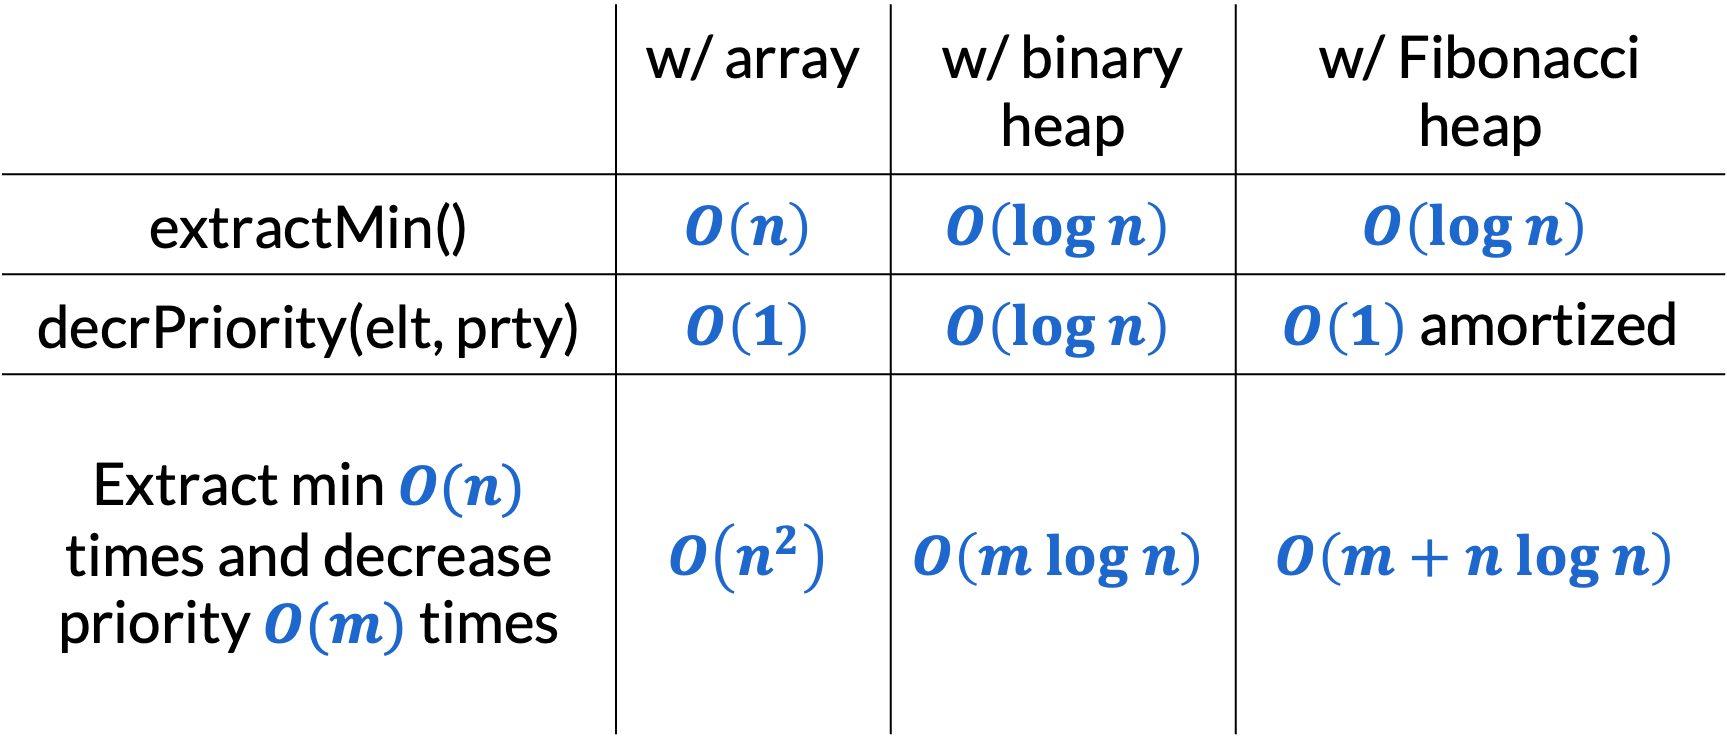 w/ array
w/ binary
heap
w/ Fibonacci
heap
extractMin()
O(n)
O(log n)
O(log n)
decrPriority(elt, prty)
O(1)
O(log n)
O(1) amortized
Extract min O(n)
times and decrease
priority O(m) times
O(n²)
O(m log n)
O(m + n log n)